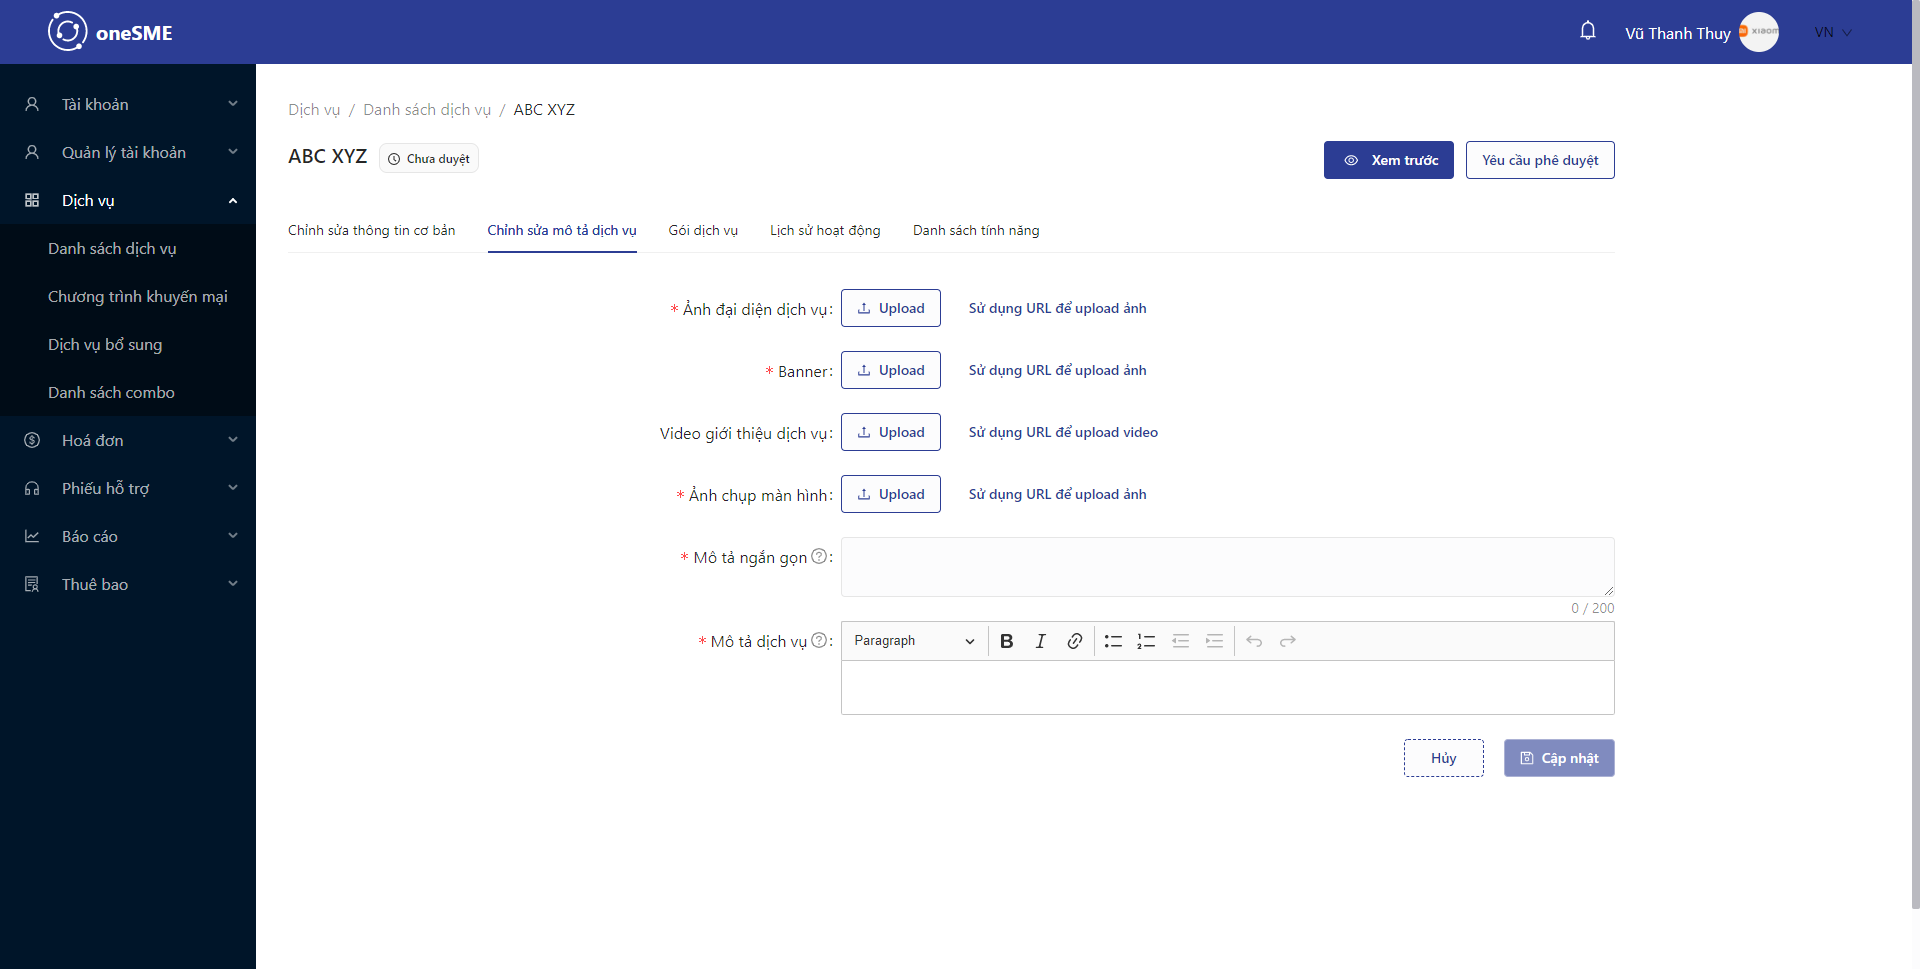 oneSME
Vũ Thanh Thuy
xiaom
VN
Tài khoản
Quản lý tài khoản
Dịch vụ
Danh sách dịch vụ
Chương trình khuyến mại
Dịch vụ bổ sung
Danh sách combo
Hoá đơn
Phiếu hỗ trợ
Báo cáo
Thuê bao
Dịch vụ / Danh sách dịch vụ / ABC XYZ
ABC XYZ Chưa duyệt
Xem trước
Yêu cầu phê duyệt
Chỉnh sửa thông tin cơ bản Chỉnh sửa mô tả dịch vụ Gói dịch vụ Lịch sử hoạt động Danh sách tính năng
* Ảnh đại diện dịch vụ: Upload Sử dụng URL để upload ảnh
* Banner: Upload Sử dụng URL để upload ảnh
Video giới thiệu dịch vụ: Upload Sử dụng URL để upload video
* Ảnh chụp màn hình: Upload Sử dụng URL để upload ảnh
* Mô tả ngắn gọn ?:
0 / 200
* Mô tả dịch vụ ?: Paragraph B I
Hủy
Cập nhật